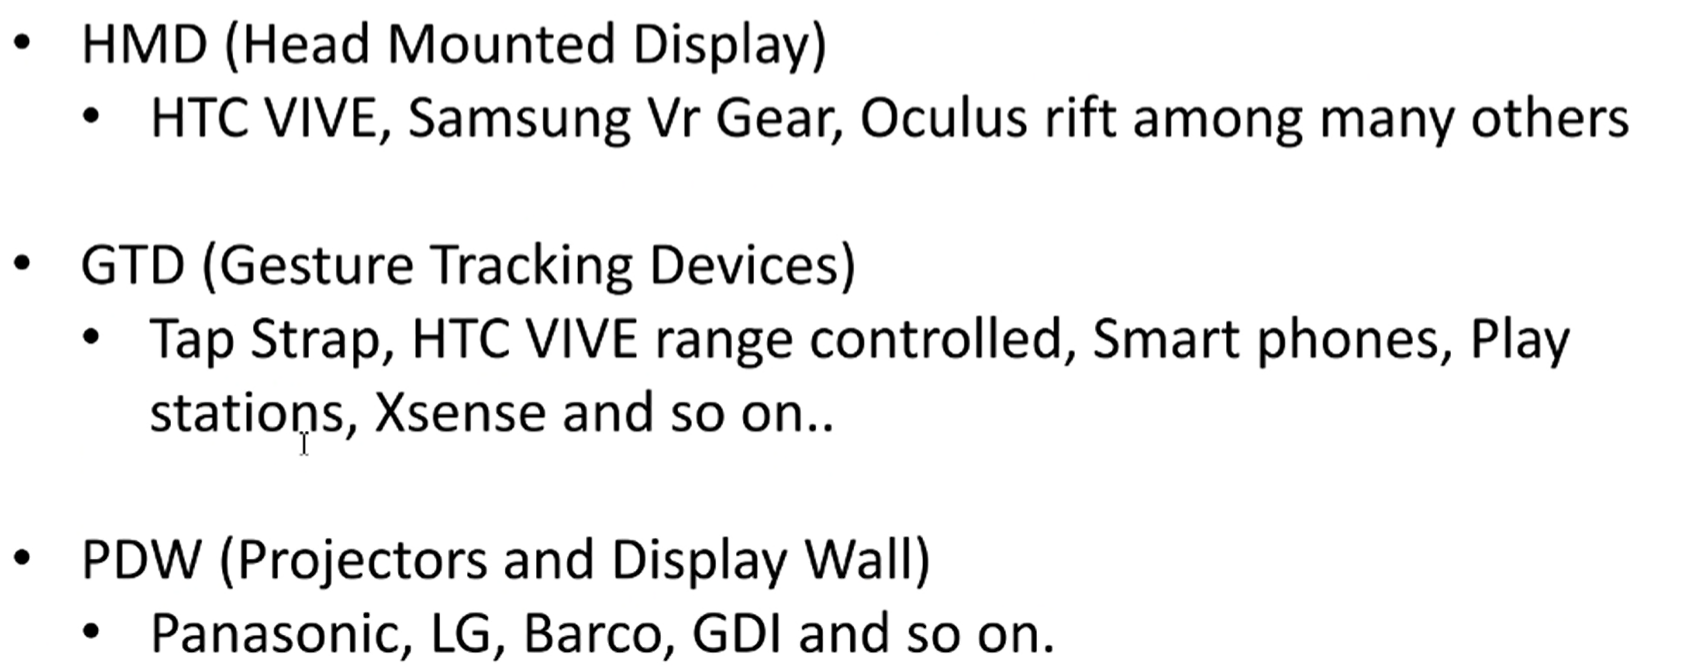 • HMD (Head Mounted Display)
• HTC VIVE, Samsung Vr Gear, Oculus rift among many others
• GTD (Gesture Tracking Devices)
• Tap Strap, HTC VIVE range controlled, Smart phones, Play
stations, Xsense and so on..
• PDW (Projectors and Display Wall)
• Panasonic, LG, Barco, GDI and so on.